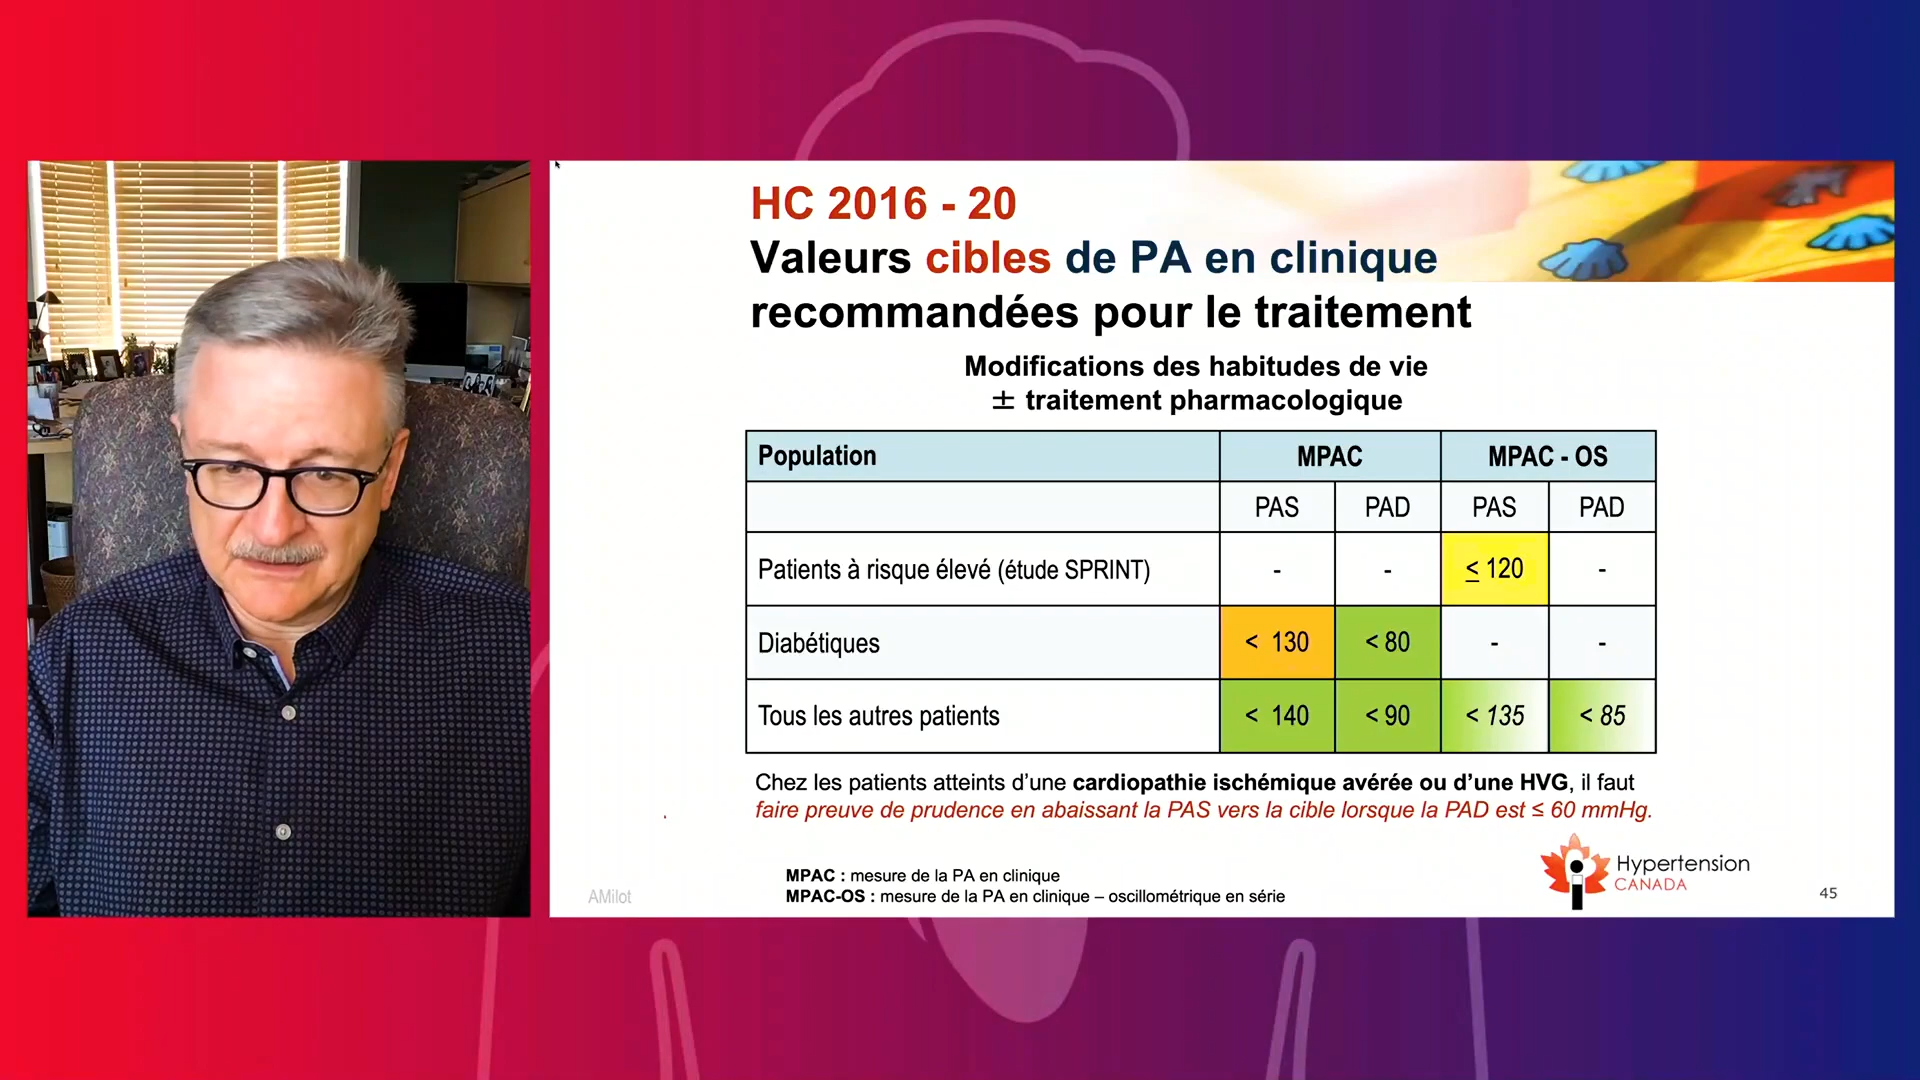 HC 2016 - 20
Valeurs cibles de PA en clinique
recommandées pour le traitement
Modifications des habitudes de vie
± traitement pharmacologique
Population MPAC MPAC - OS
PAS PAD PAS PAD
Patients à risque élevé (étude SPRINT) - - ≤ 120 -
Diabétiques < 130 < 80 - -
Tous les autres patients < 140 < 90 < 135 < 85
Chez les patients atteints d’une cardiopathie ischémique avérée ou d’une HVG, il faut
faire preuve de prudence en abaissant la PAS vers la cible lorsque la PAD est ≤ 60 mmHg.
MPAC : mesure de la PA en clinique
MPAC-OS : mesure de la PA en clinique – oscillométrique en série
AMilot
Hypertension
CANADA
45